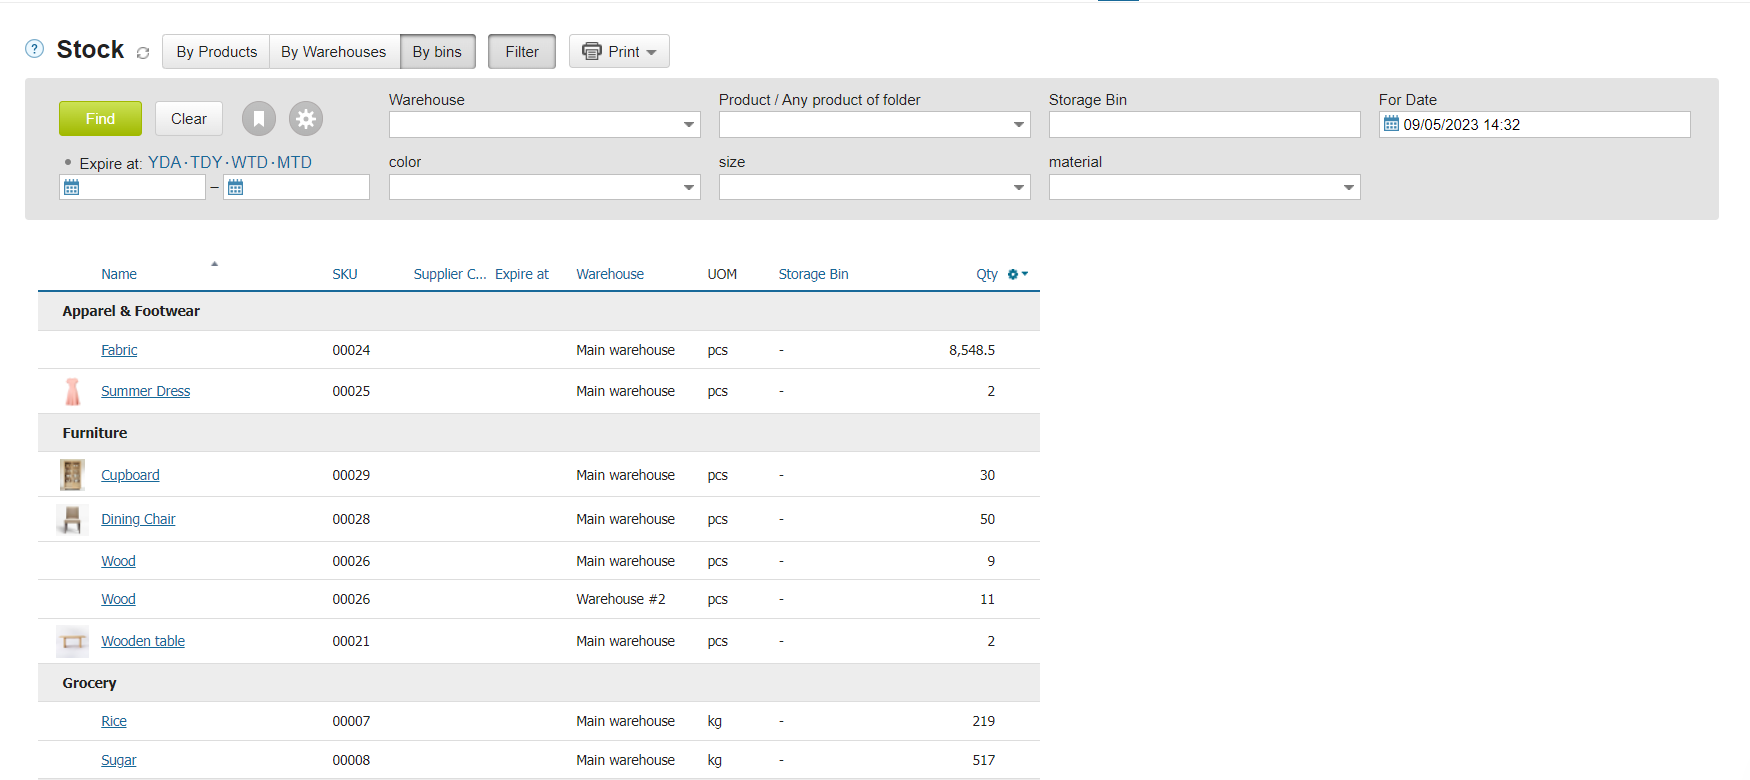 ? Stock By Products By Warehouses By bins Filter Print
Warehouse Product / Any product of folder Storage Bin For Date
Find Clear 09/05/2023 14:32
Expire at: YDA · TDY · WTD · MTD color size material
–
Name SKU Supplier C... Expire at Warehouse UOM Storage Bin Qty
Apparel & Footwear
Fabric 00024 Main warehouse pcs - 8,548.5
Summer Dress 00025 Main warehouse pcs - 2
Furniture
Cupboard 00029 Main warehouse pcs - 30
Dining Chair 00028 Main warehouse pcs - 50
Wood 00026 Main warehouse pcs - 9
Wood 00026 Warehouse #2 pcs - 11
Wooden table 00021 Main warehouse pcs - 2
Grocery
Rice 00007 Main warehouse kg - 219
Sugar 00008 Main warehouse kg - 517